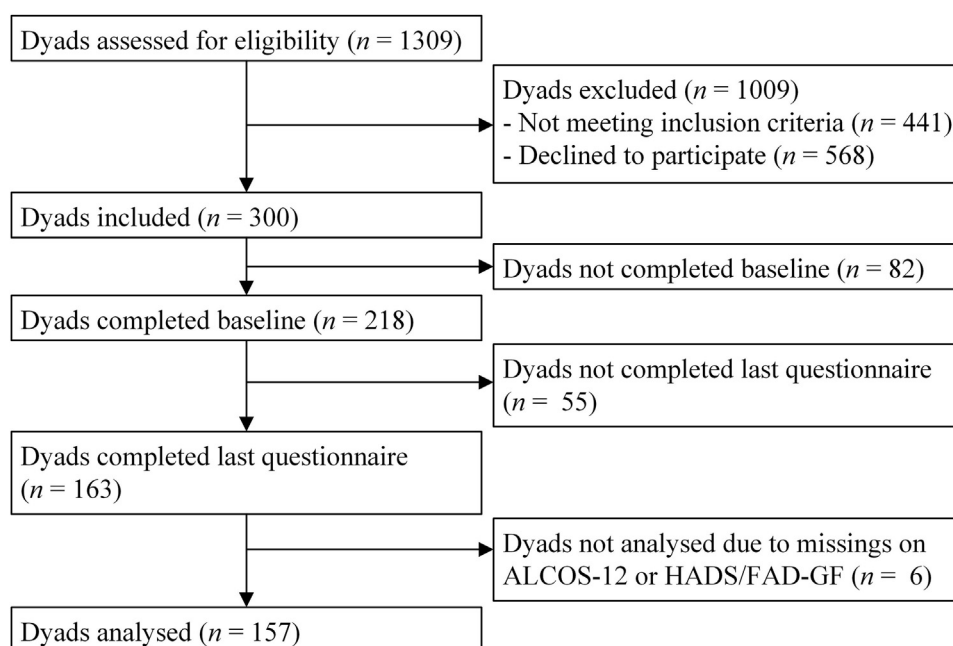 Dyads assessed for eligibility (n = 1309)
Dyads excluded (n = 1009)
- Not meeting inclusion criteria (n = 441)
- Declined to participate (n = 568)
Dyads included (n = 300)
Dyads not completed baseline (n = 82)
Dyads completed baseline (n = 218)
Dyads not completed last questionnaire
(n = 55)
Dyads completed last questionnaire
(n = 163)
Dyads not analysed due to missings on
ALCOS-12 or HADS/FAD-GF (n = 6)
Dyads analysed (n = 157)